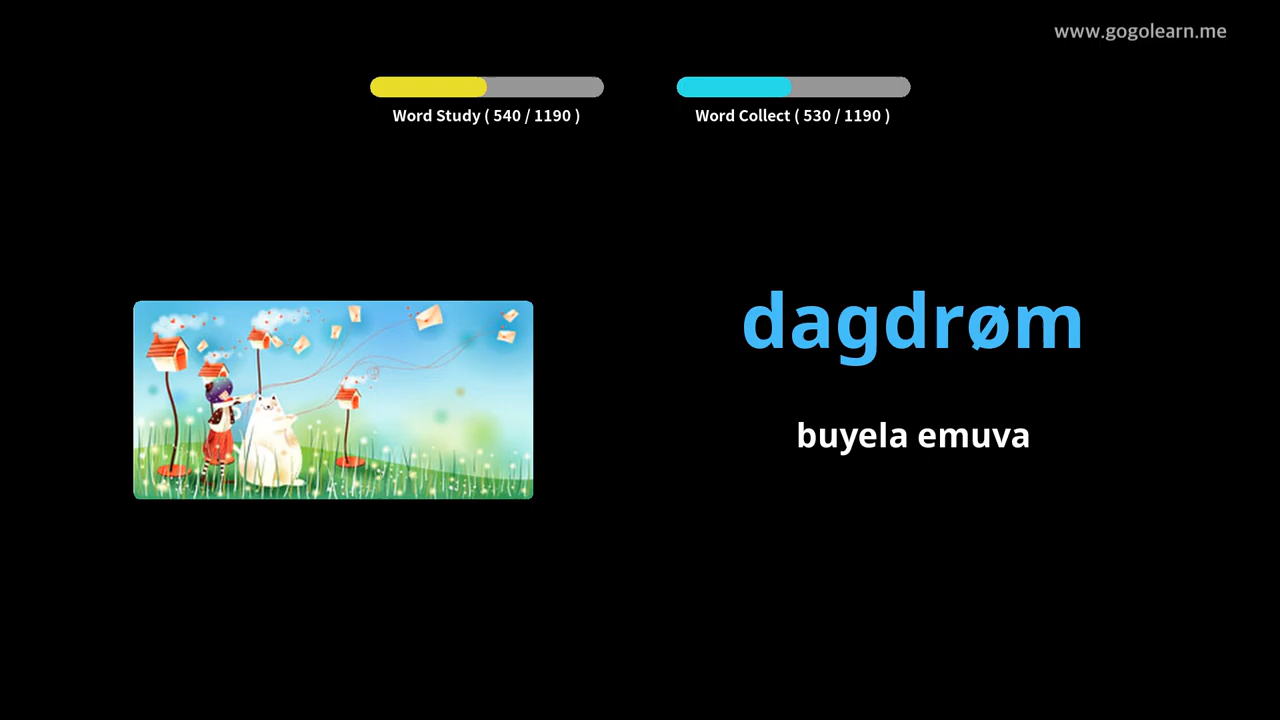 www.gogolearn.me
Word Study ( 540 / 1190 )
Word Collect ( 530 / 1190 )
dagdrøm
buyela emuva